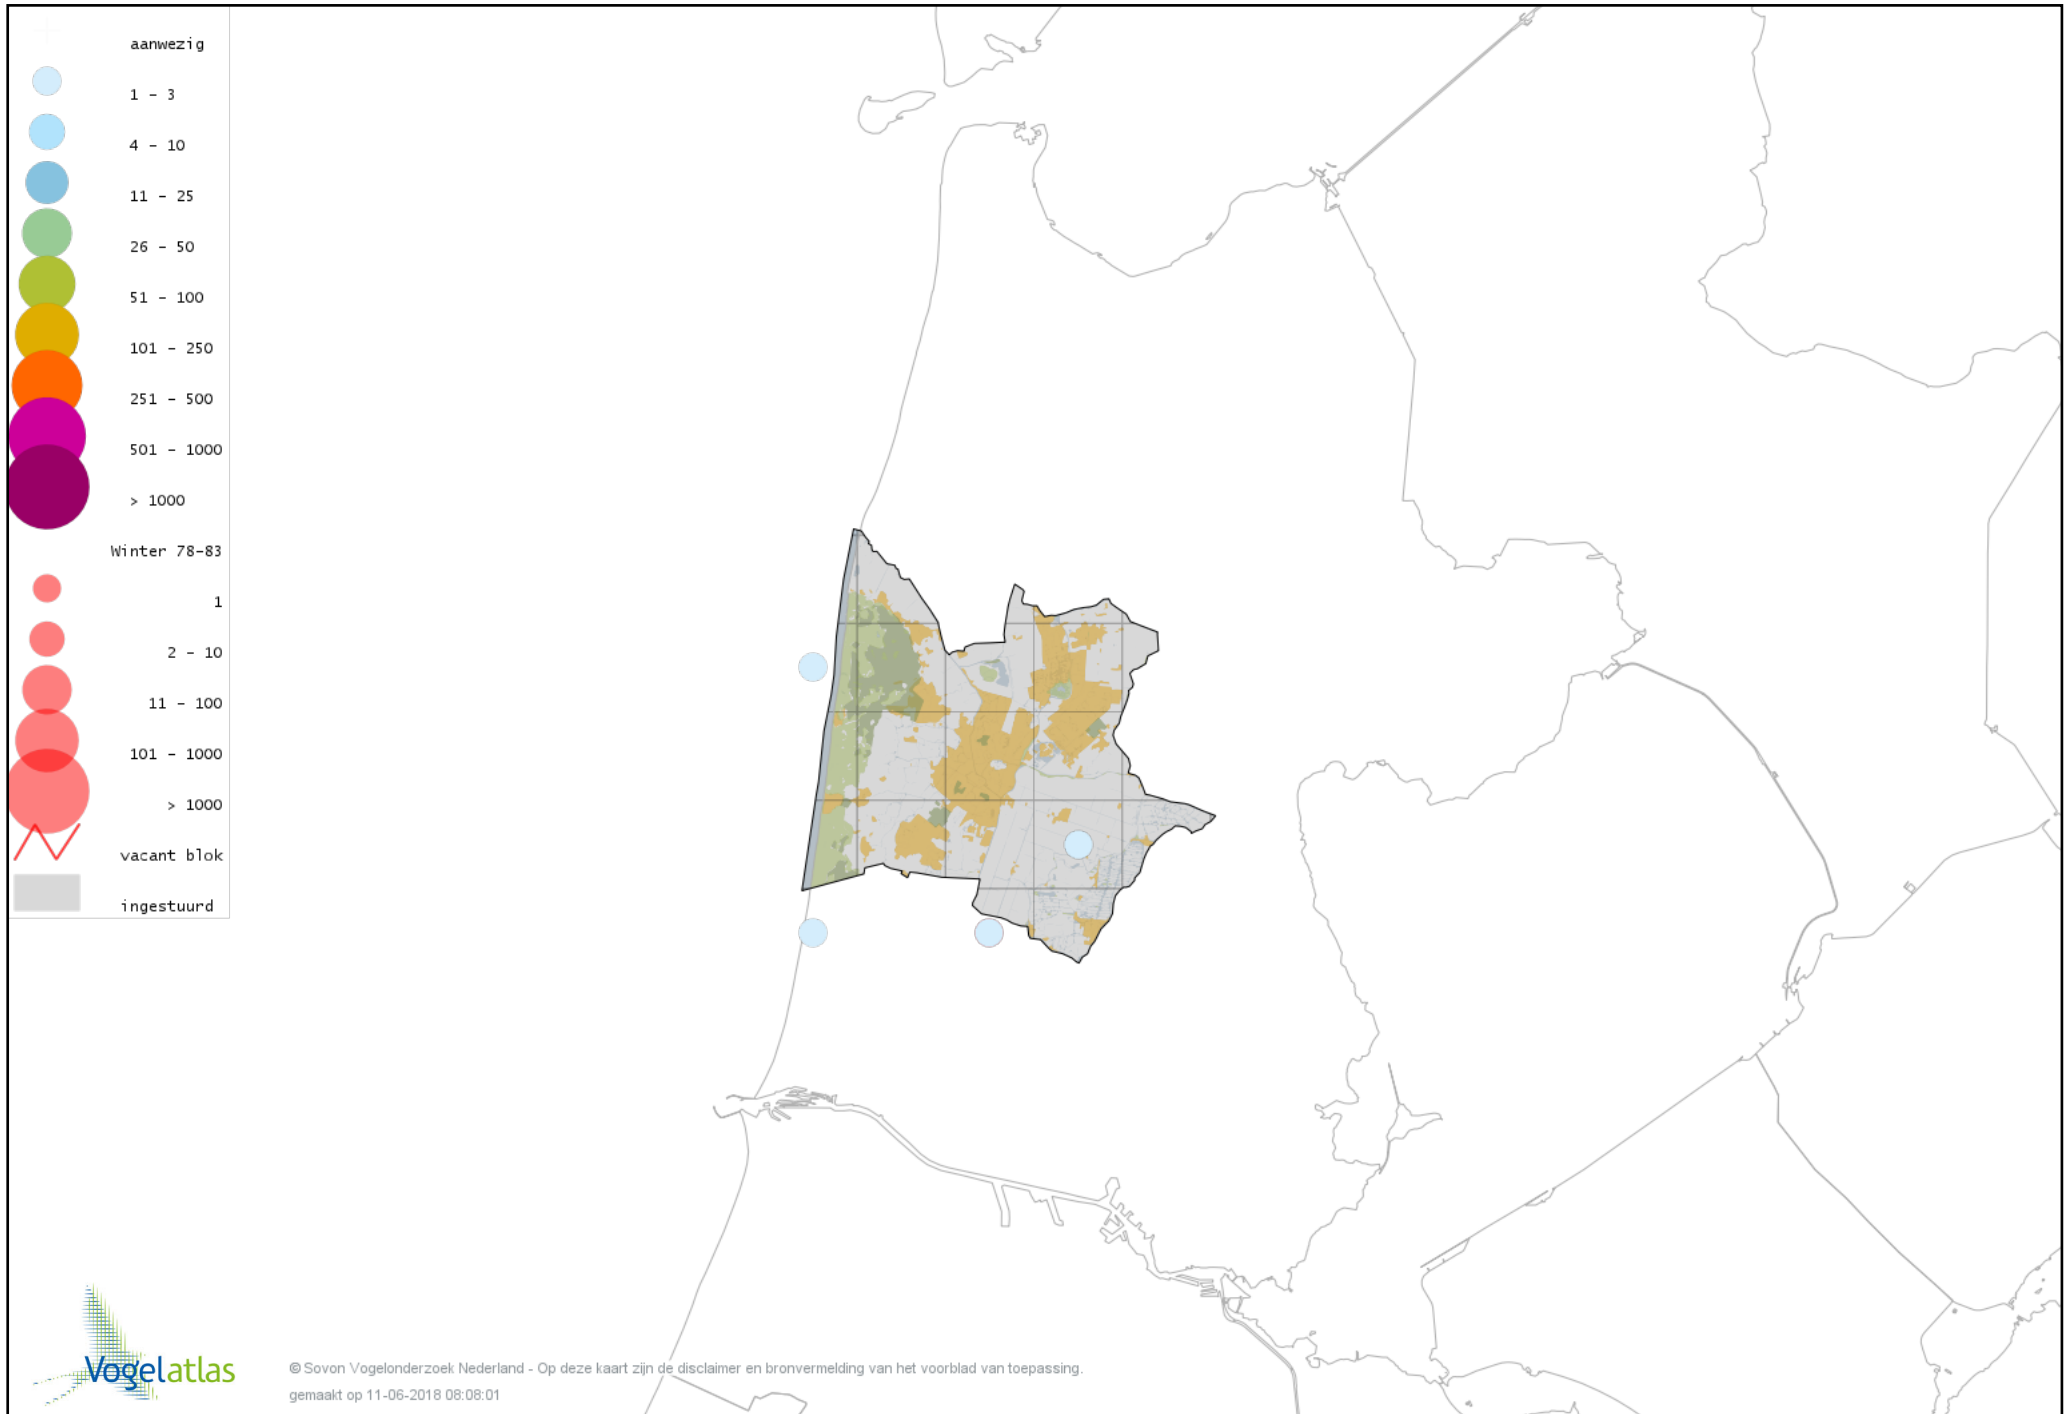 aanwezig
1 - 3
4 - 10
11 - 25
26 - 50
51 - 100
101 - 250
251 - 500
501 - 1000
> 1000
Winter 78-83
1
2 - 10
11 - 100
101 - 1000
> 1000
vacant blok
ingestuurd
Vogelatlas
© Sovon Vogelonderzoek Nederland - Op deze kaart zijn de disclaimer en bronvermelding van het voorblad van toepassing.
gemaakt op 11-06-2018 08:08:01